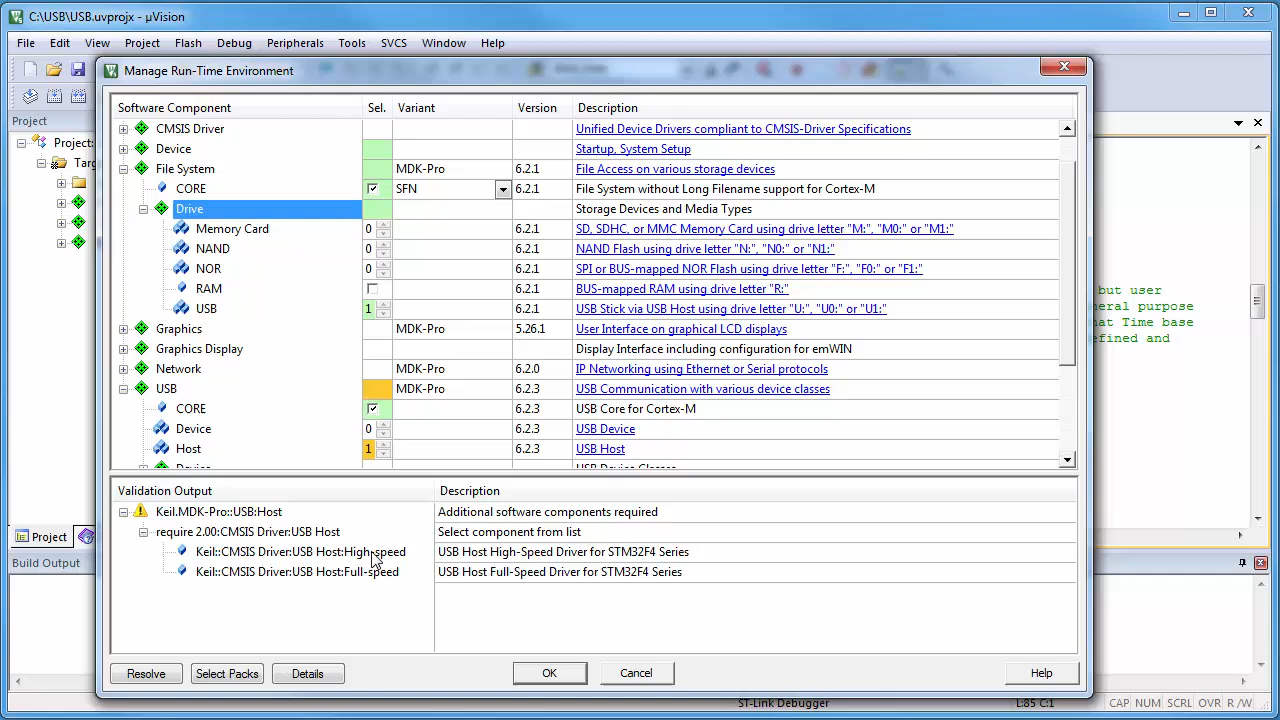 C:\USB\USB.uvprojx - µVision
File Edit View Project Flash Debug Peripherals Tools SVCS Window Help
Manage Run-Time Environment
Project
Project:
Targ
Software Component Sel. Variant Version Description
CMSIS Driver Unified Device Drivers compliant to CMSIS-Driver Specifications
Device Startup, System Setup
File System MDK-Pro 6.2.1 File Access on various storage devices
CORE SFN 6.2.1 File System without Long Filename support for Cortex-M
Drive Storage Devices and Media Types
Memory Card 0 6.2.1 SD, SDHC, or MMC Memory Card using drive letter "M:", "M0:" or "M1:"
NAND 0 6.2.1 NAND Flash using drive letter "N:", "N0:" or "N1:"
NOR 0 6.2.1 SPI or BUS-mapped NOR Flash using drive letter "F:", "F0:" or "F1:"
RAM 6.2.1 BUS-mapped RAM using drive letter "R:"
USB 1 6.2.1 USB Stick via USB Host using drive letter "U:", "U0:" or "U1:"
Graphics MDK-Pro 5.26.1 User Interface on graphical LCD displays
Graphics Display Display Interface including configuration for emWIN
Network MDK-Pro 6.2.0 IP Networking using Ethernet or Serial protocols
USB MDK-Pro 6.2.3 USB Communication with various device classes
CORE 6.2.3 USB Core for Cortex-M
Device 0 6.2.3 USB Device
Host 1 6.2.3 USB Host
Device USB Device Classes
but user
neral purpose
hat Time base
efined and
Validation Output Description
Keil.MDK-Pro::USB:Host Additional software components required
require 2.00:CMSIS Driver:USB Host Select component from list
Keil::CMSIS Driver:USB Host:High-speed USB Host High-Speed Driver for STM32F4 Series
Keil::CMSIS Driver:USB Host:Full-speed USB Host Full-Speed Driver for STM32F4 Series
Project
Build Output
Resolve Select Packs Details OK Cancel Help
ST-Link Debugger L:85 C:1 CAP NUM SCRL OVR R /W